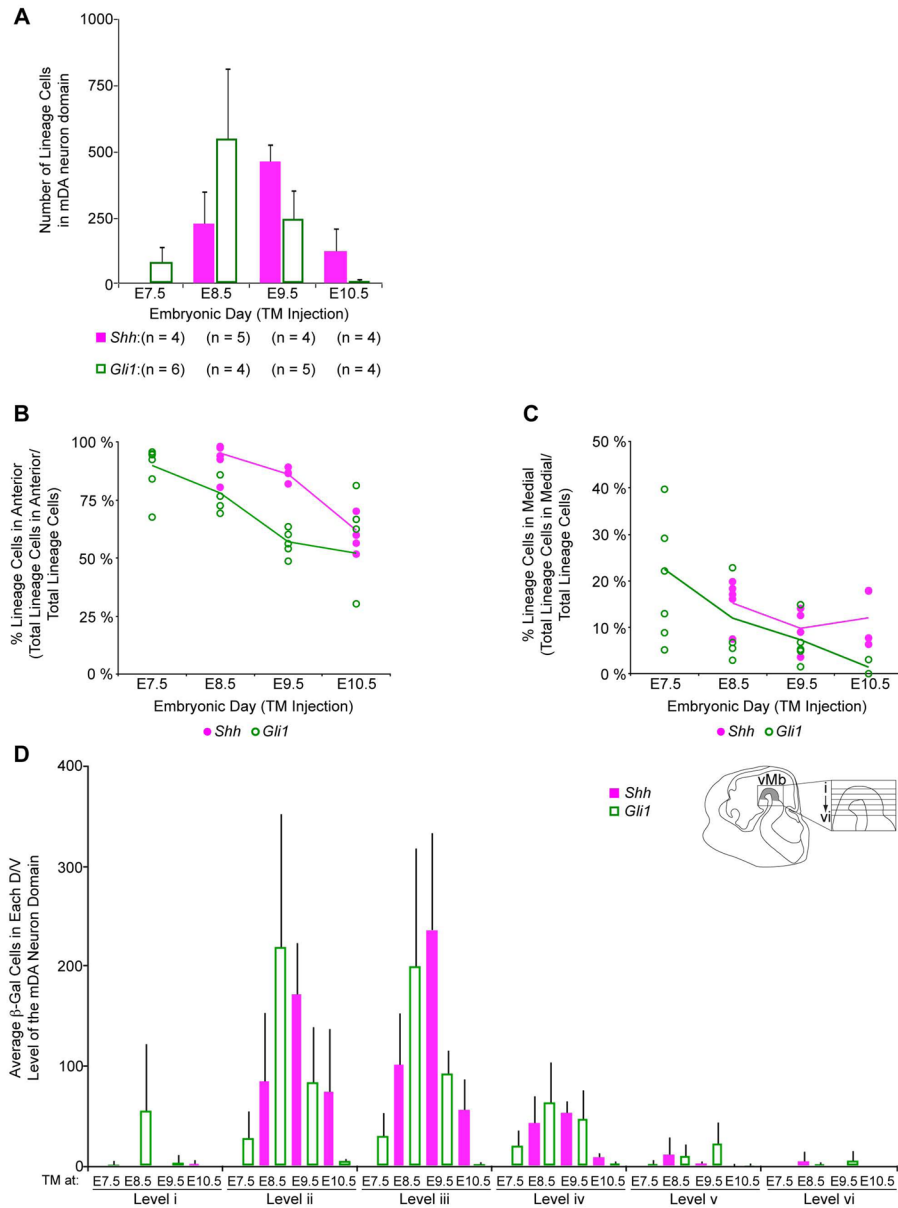 A
1000
750
500
250
0
Number of Lineage Cells
in mDA neuron domain
E7.5 E8.5 E9.5 E10.5
Embryonic Day (TM Injection)
Shh:(n = 4) (n = 5) (n = 4) (n = 4)
Gli1:(n = 6) (n = 4) (n = 5) (n = 4)
B
100 %
75 %
50 %
25 %
0 %
% Lineage Cells in Anterior
(Total Lineage Cells in Anterior/
Total Lineage Cells)
E7.5 E8.5 E9.5 E10.5
Embryonic Day (TM Injection)
Shh Gli1
C
50 %
40 %
30 %
20 %
10 %
0 %
% Lineage Cells in Medial
(Total Lineage Cells in Medial/
Total Lineage Cells)
E7.5 E8.5 E9.5 E10.5
Embryonic Day (TM Injection)
Shh Gli1
D
400
300
200
100
0
Average β-Gal Cells in Each D/V
Level of the mDA Neuron Domain
Shh
Gli1
vMb
i
vi
TM at: E7.5 E8.5 E9.5 E10.5 E7.5 E8.5 E9.5 E10.5 E7.5 E8.5 E9.5 E10.5 E7.5 E8.5 E9.5 E10.5 E7.5 E8.5 E9.5 E10.5 E7.5 E8.5 E9.5 E10.5
Level i Level ii Level iii Level iv Level v Level vi